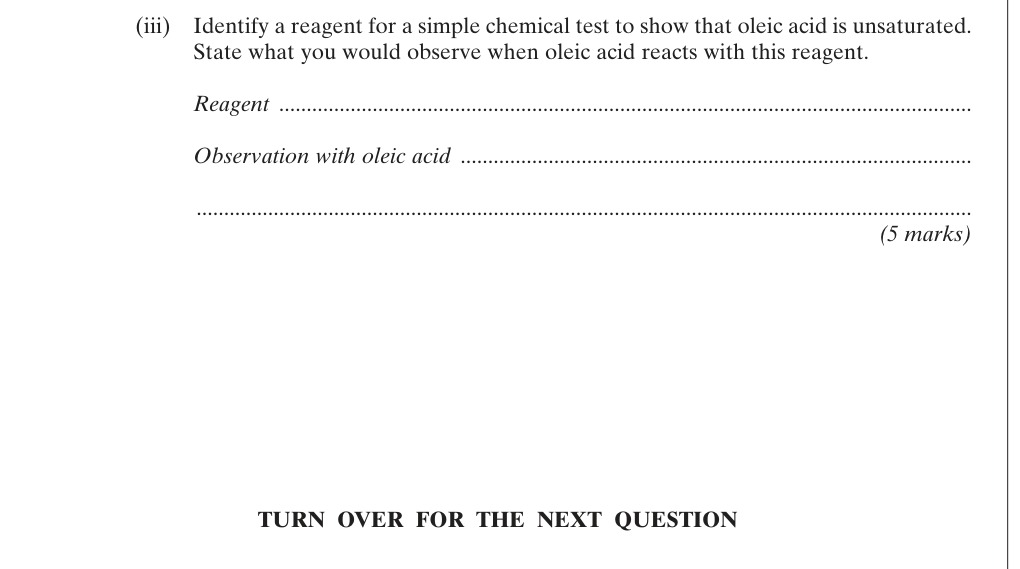 (iii) Identify a reagent for a simple chemical test to show that oleic acid is unsaturated.
State what you would observe when oleic acid reacts with this reagent.
Reagent ..............................................................................................................................
Observation with oleic acid .............................................................................................
.............................................................................................................................................
(5 marks)
TURN OVER FOR THE NEXT QUESTION